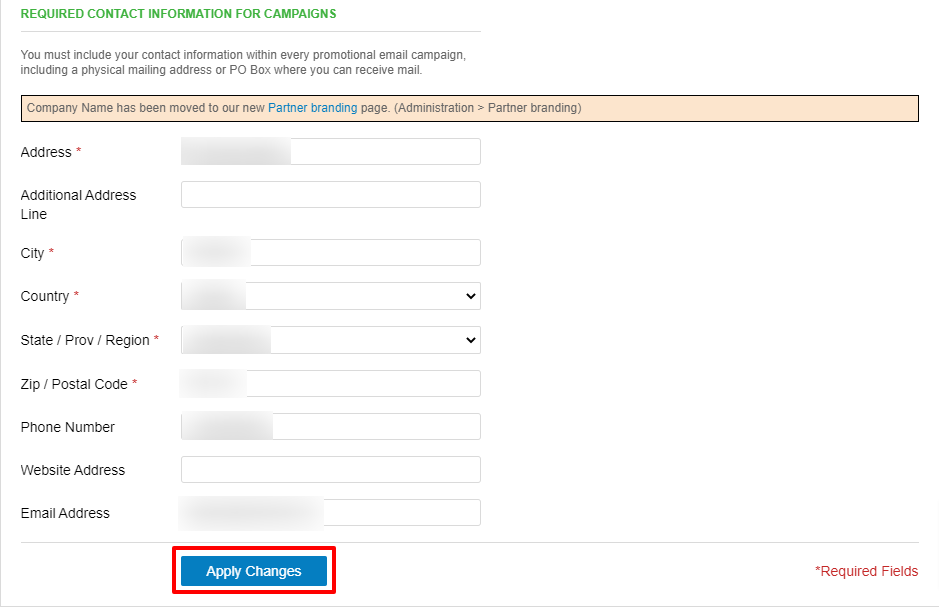 REQUIRED CONTACT INFORMATION FOR CAMPAIGNS
You must include your contact information within every promotional email campaign,
including a physical mailing address or PO Box where you can receive mail.
Company Name has been moved to our new Partner branding page. (Administration > Partner branding)
Address *
Additional Address
Line
City *
Country *
State / Prov / Region *
Zip / Postal Code *
Phone Number
Website Address
Email Address
Apply Changes
*Required Fields